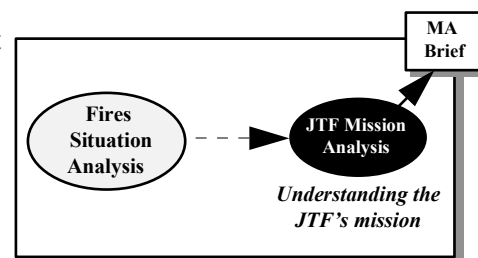 MA
Brief
Fires
Situation
Analysis
JTF Mission
Analysis
Understanding the
JTF's mission